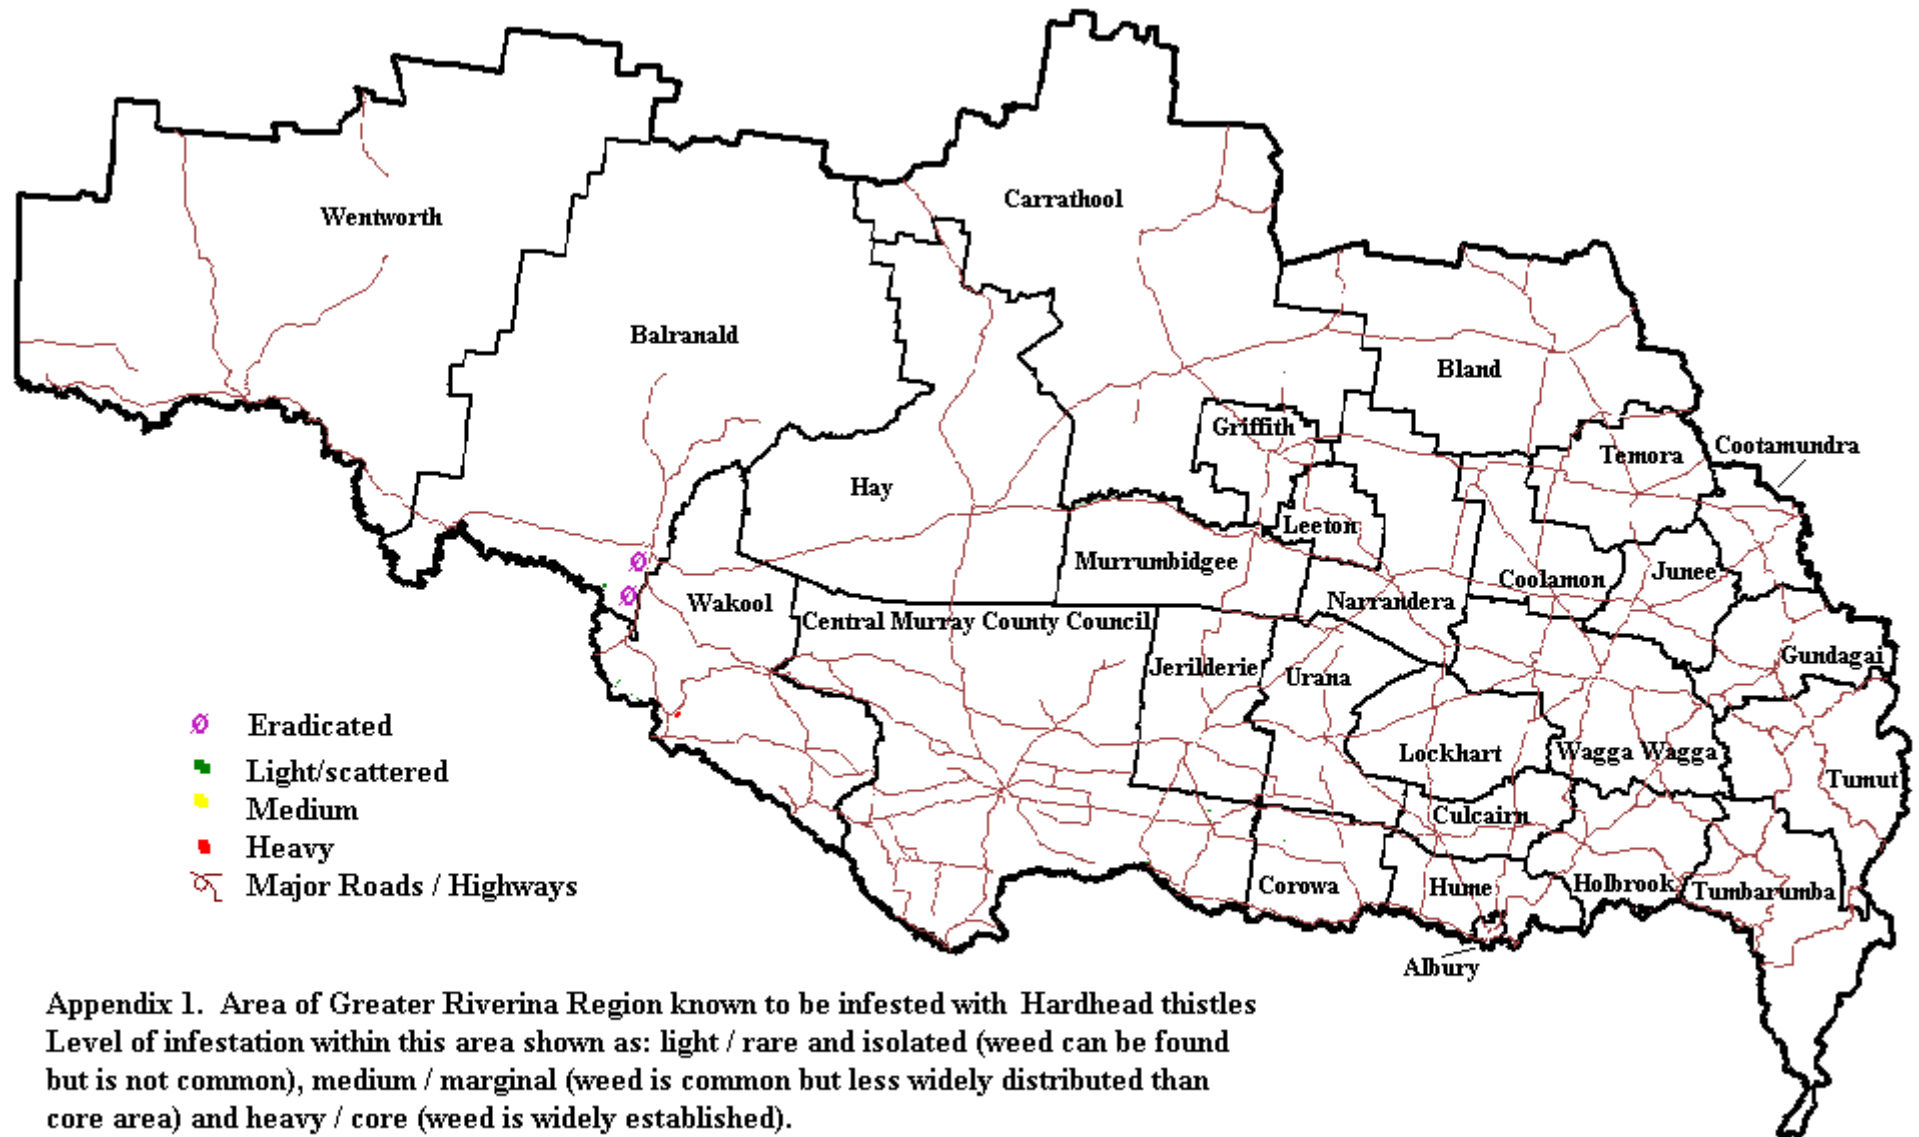 Wentworth
Carrathool
Balranald
Bland
Griffith
Cootamundra
Temora
Hay
Leeton
Murrumbidgee
Coolamon
Junee
Wakool
Narrandera
Central Murray County Council
Jerilderie
Urana
Gundagai
Lockhart
Wagga Wagga
Tumut
Culcairn
Corowa
Hume
Holbrook
Tumbarumba
Albury
Eradicated
Light/scattered
Medium
Heavy
Major Roads / Highways
Appendix 1. Area of Greater Riverina Region known to be infested with Hardhead thistles
Level of infestation within this area shown as: light / rare and isolated (weed can be found
but is not common), medium / marginal (weed is common but less widely distributed than
core area) and heavy / core (weed is widely established).